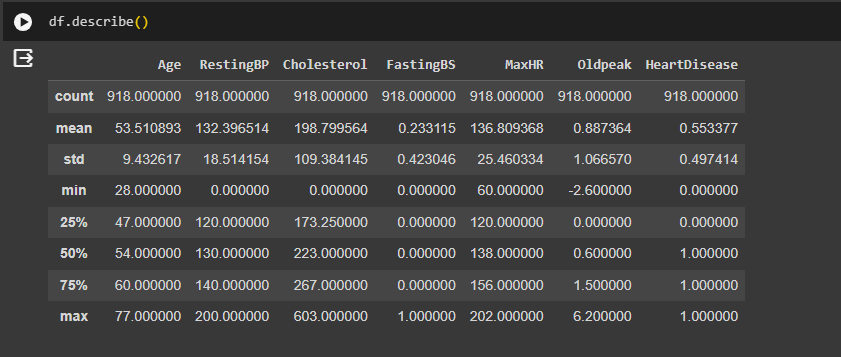 df.describe()
Age RestingBP Cholesterol FastingBS MaxHR Oldpeak HeartDisease
count 918.000000 918.000000 918.000000 918.000000 918.000000 918.000000 918.000000
mean 53.510893 132.396514 198.799564 0.233115 136.809368 0.887364 0.553377
std 9.432617 18.514154 109.384145 0.423046 25.460334 1.066570 0.497414
min 28.000000 0.000000 0.000000 0.000000 60.000000 -2.600000 0.000000
25% 47.000000 120.000000 173.250000 0.000000 120.000000 0.000000 0.000000
50% 54.000000 130.000000 223.000000 0.000000 138.000000 0.600000 1.000000
75% 60.000000 140.000000 267.000000 0.000000 156.000000 1.500000 1.000000
max 77.000000 200.000000 603.000000 1.000000 202.000000 6.200000 1.000000